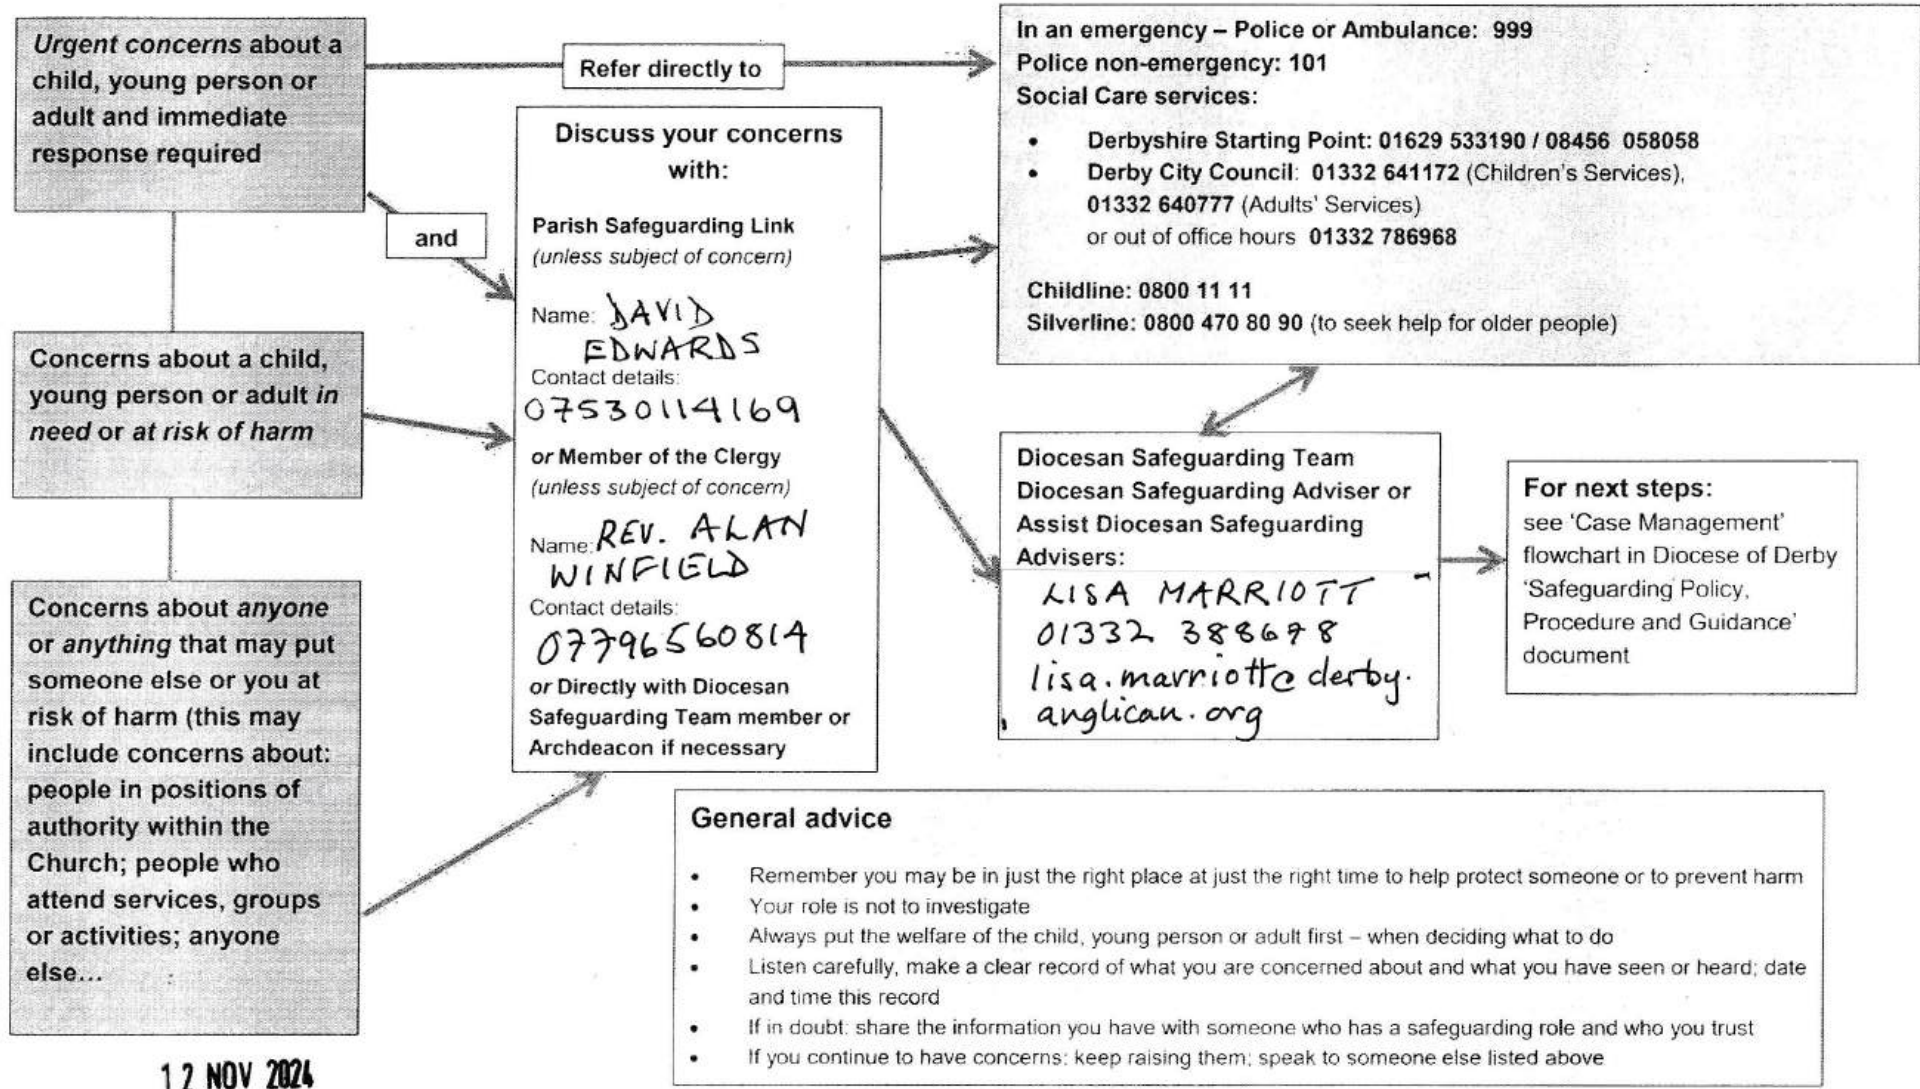 Urgent concerns about a
child, young person or
adult and immediate
response required
Refer directly to
and
In an emergency – Police or Ambulance: 999
Police non-emergency: 101
Social Care services:
• Derbyshire Starting Point: 01629 533190 / 08456 058058
• Derby City Council: 01332 641172 (Children's Services),
01332 640777 (Adults' Services)
or out of office hours 01332 786968
Childline: 0800 11 11
Silverline: 0800 470 80 90 (to seek help for older people)
Discuss your concerns
with:
Parish Safeguarding Link
(unless subject of concern)
Name: DAVID
EDWARDS
Contact details:
07530114169
or Member of the Clergy
(unless subject of concern)
Name: REV. ALAN
WINFIELD
Contact details:
07796560814
or Directly with Diocesan
Safeguarding Team member or
Archdeacon if necessary
Concerns about a child,
young person or adult in
need or at risk of harm
Diocesan Safeguarding Team
Diocesan Safeguarding Adviser or
Assist Diocesan Safeguarding
Advisers:
LISA MARRIOTT
01332 388678
lisa.marriott@derby.
anglican.org
For next steps:
see 'Case Management'
flowchart in Diocese of Derby
'Safeguarding Policy,
Procedure and Guidance'
document
Concerns about anyone
or anything that may put
someone else or you at
risk of harm (this may
include concerns about:
people in positions of
authority within the
Church; people who
attend services, groups
or activities; anyone
else...
General advice
• Remember you may be in just the right place at just the right time to help protect someone or to prevent harm
• Your role is not to investigate
• Always put the welfare of the child, young person or adult first – when deciding what to do
• Listen carefully, make a clear record of what you are concerned about and what you have seen or heard; date
and time this record
• If in doubt: share the information you have with someone who has a safeguarding role and who you trust
• If you continue to have concerns: keep raising them; speak to someone else listed above
12 NOV 2024